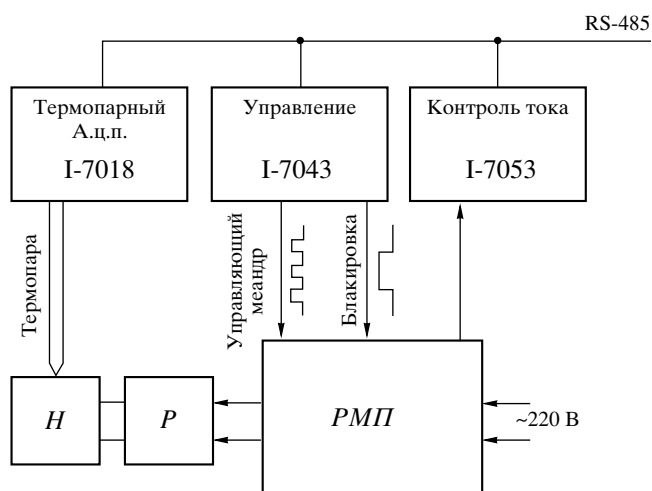 RS-485
Термопарный
А.ц.п.
I-7018
Управление
I-7043
Контроль тока
I-7053
Термопара
Управляющий
меандр
Блакировка
Н
Р
РМП
~220 В